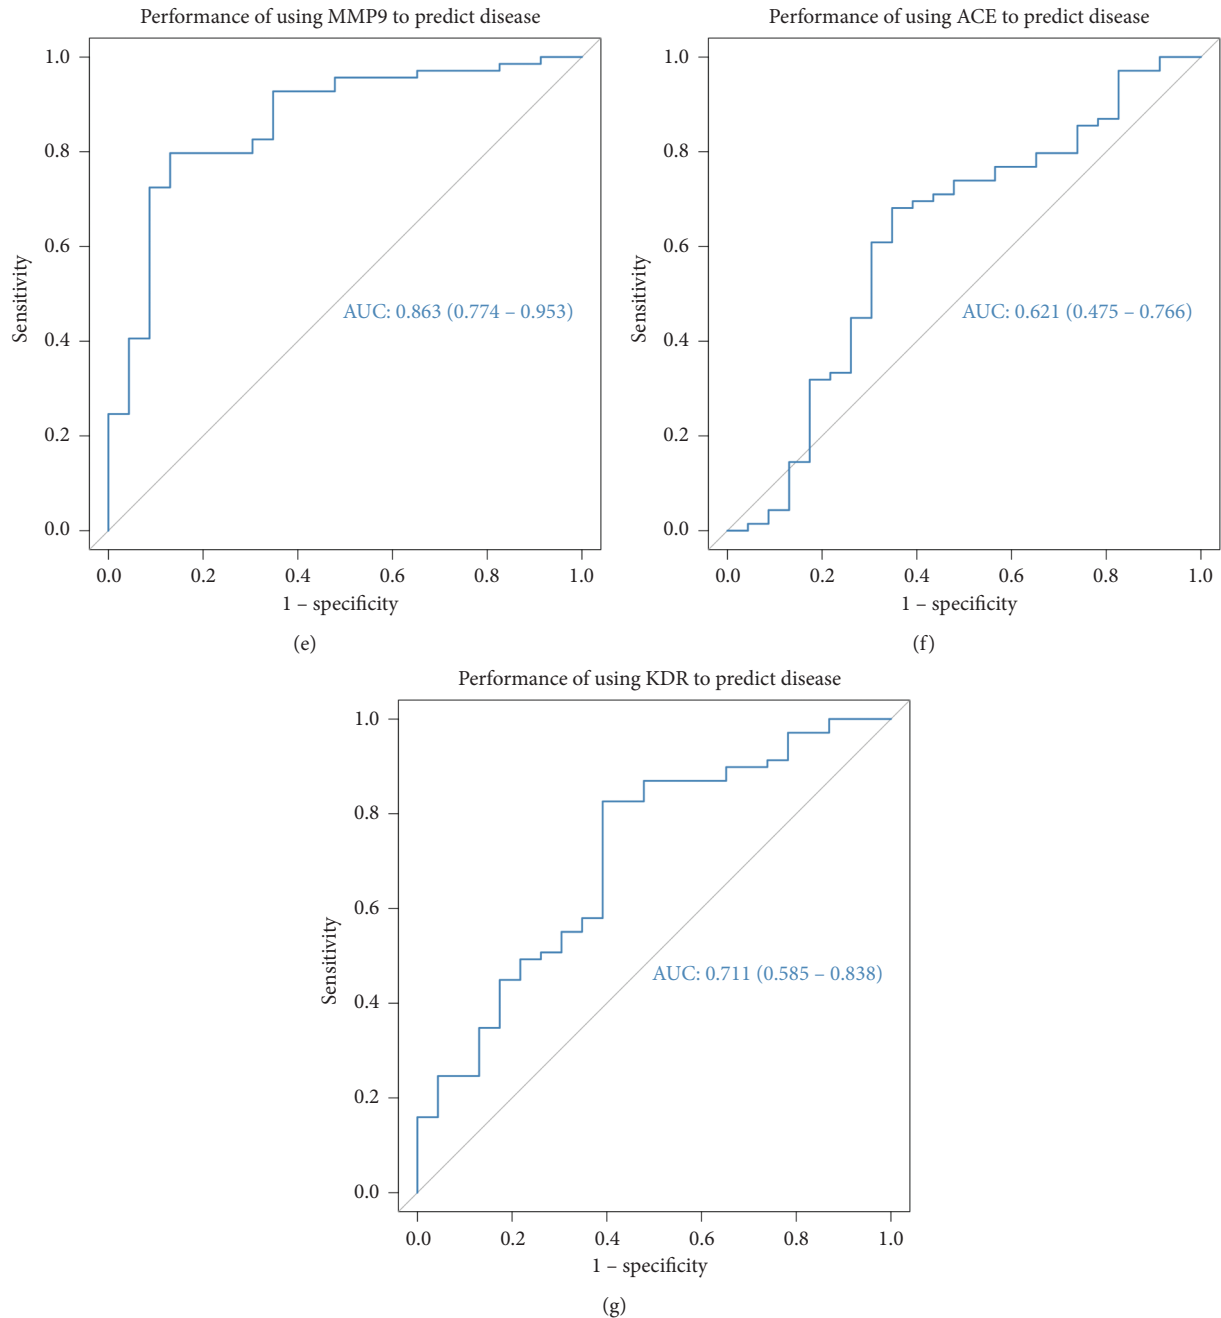 Performance of using MMP9 to predict disease
1.0
0.8
0.6
0.4
0.2
0.0
Sensitivity
AUC: 0.863 (0.774 – 0.953)
0.0 0.2 0.4 0.6 0.8 1.0
1 – specificity
(e)
Performance of using ACE to predict disease
1.0
0.8
0.6
0.4
0.2
0.0
Sensitivity
AUC: 0.621 (0.475 – 0.766)
0.0 0.2 0.4 0.6 0.8 1.0
1 – specificity
(f)
Performance of using KDR to predict disease
1.0
0.8
0.6
0.4
0.2
0.0
Sensitivity
AUC: 0.711 (0.585 – 0.838)
0.0 0.2 0.4 0.6 0.8 1.0
1 – specificity
(g)